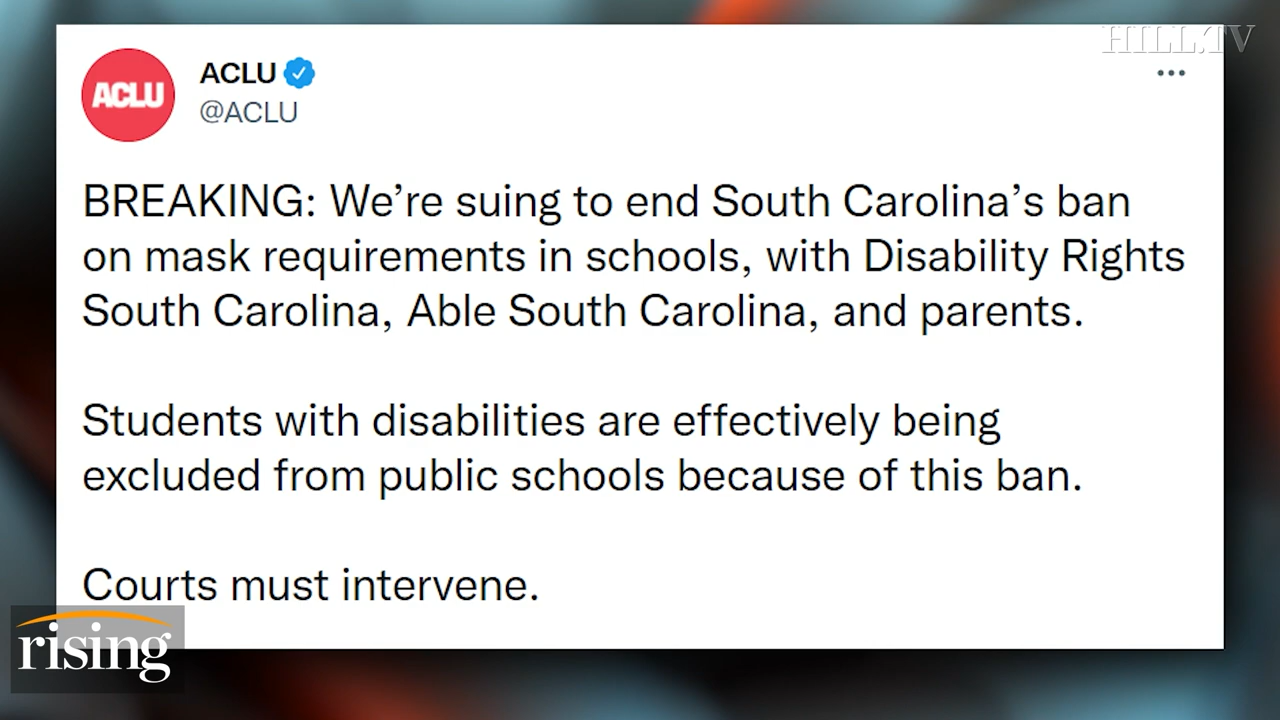 HILL.TV
ACLU
ACLU
@ACLU
BREAKING: We’re suing to end South Carolina’s ban
on mask requirements in schools, with Disability Rights
South Carolina, Able South Carolina, and parents.
Students with disabilities are effectively being
excluded from public schools because of this ban.
Courts must intervene.
rising